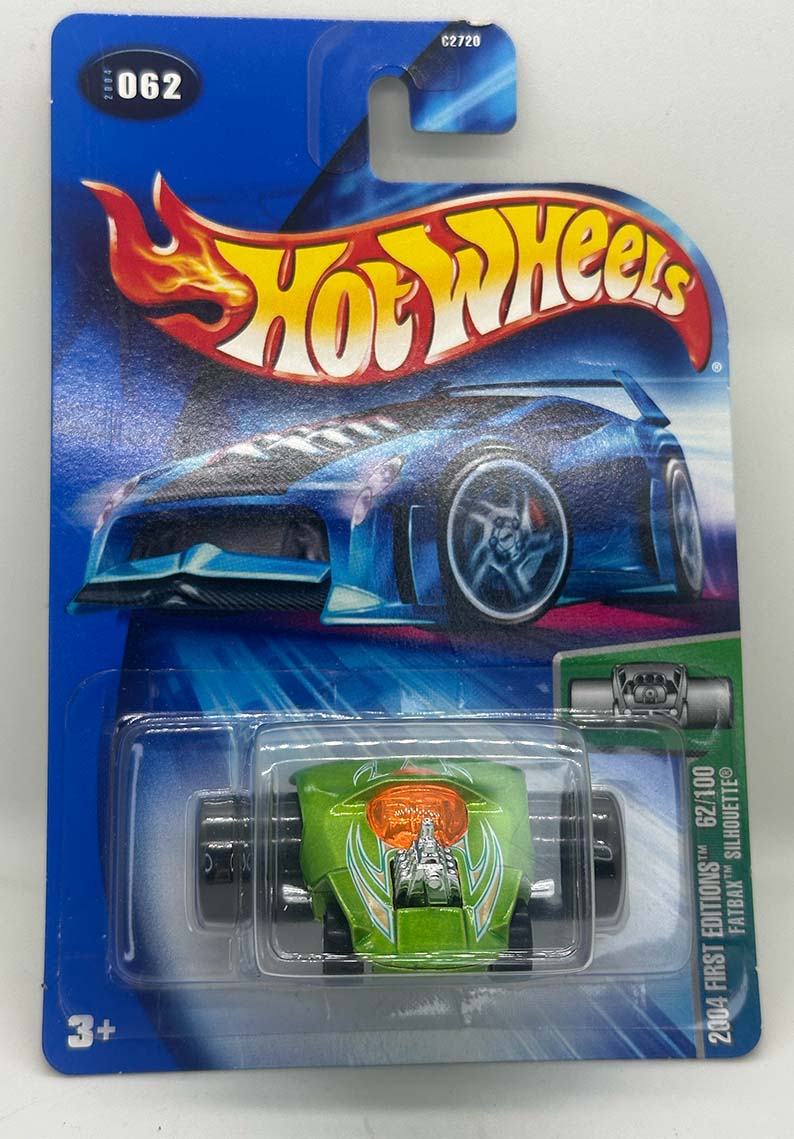 C2720
2004 062
HOT WHEELS
®
2004 FIRST EDITIONS™ 62/100
FATBAX™ SILHOUETTE®
3+